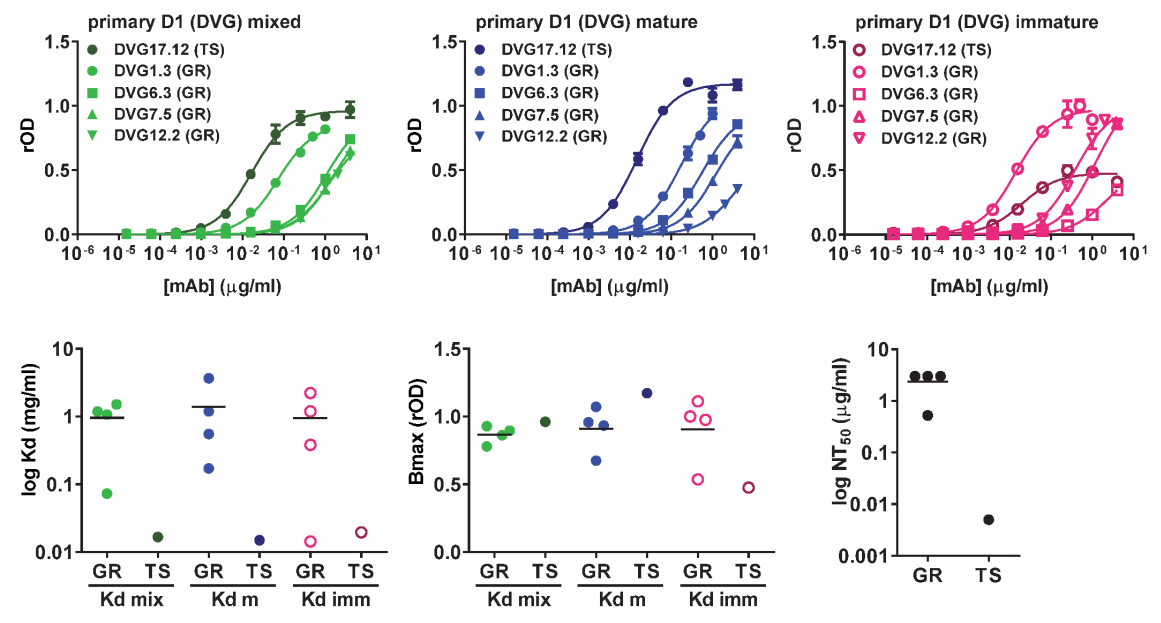 primary D1 (DVG) mixed
1.5
1.0
0.5
0.0
rOD
DVG17.12 (TS)
DVG1.3 (GR)
DVG6.3 (GR)
DVG7.5 (GR)
DVG12.2 (GR)
10⁻⁶ 10⁻⁵ 10⁻⁴ 10⁻³ 10⁻² 10⁻¹ 10⁰ 10¹
[mAb] (µg/ml)
primary D1 (DVG) mature
1.5
1.0
0.5
0.0
rOD
DVG17.12 (TS)
DVG1.3 (GR)
DVG6.3 (GR)
DVG7.5 (GR)
DVG12.2 (GR)
10⁻⁶ 10⁻⁵ 10⁻⁴ 10⁻³ 10⁻² 10⁻¹ 10⁰ 10¹
[mAb] (µg/ml)
primary D1 (DVG) immature
1.5
1.0
0.5
0.0
rOD
DVG17.12 (TS)
DVG1.3 (GR)
DVG6.3 (GR)
DVG7.5 (GR)
DVG12.2 (GR)
10⁻⁶ 10⁻⁵ 10⁻⁴ 10⁻³ 10⁻² 10⁻¹ 10⁰ 10¹
[mAb] (µg/ml)
10
1
0.1
0.01
log Kd (mg/ml)
GR TS GR TS GR TS
Kd mix Kd m Kd imm
1.5
1.0
0.5
0.0
Bmax (rOD)
GR TS GR TS GR TS
Kd mix Kd m Kd imm
10
1
0.1
0.01
0.001
log NT₅₀ (µg/ml)
GR TS